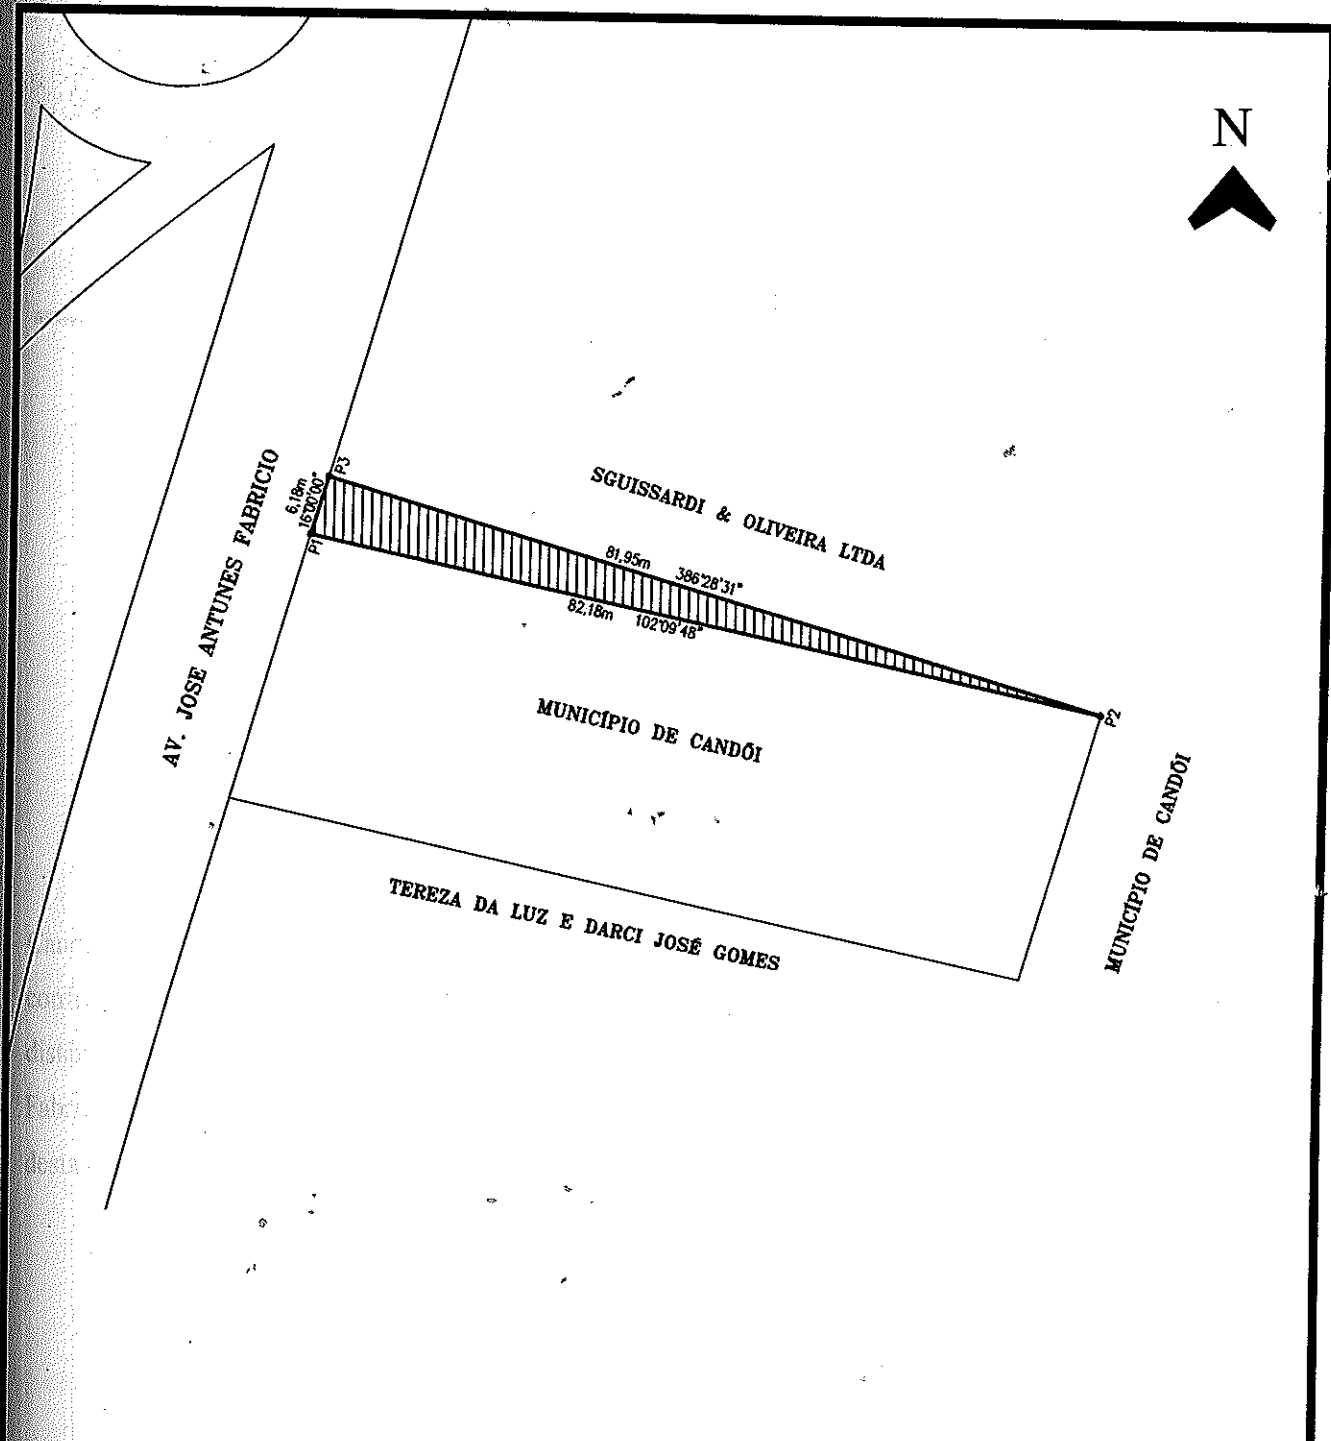 N
P3
6,18m
16°00'00"
P1
AV. JOSE ANTUNES FABRICIO
SGUISSARDI & OLIVEIRA LTDA
81,95m 386°28'31"
82,18m 102°09'48"
P2
MUNICÍPIO DE CANDÓI
MUNICÍPIO DE CANDÓI
TEREZA DA LUZ E DARCI JOSÉ GOMES